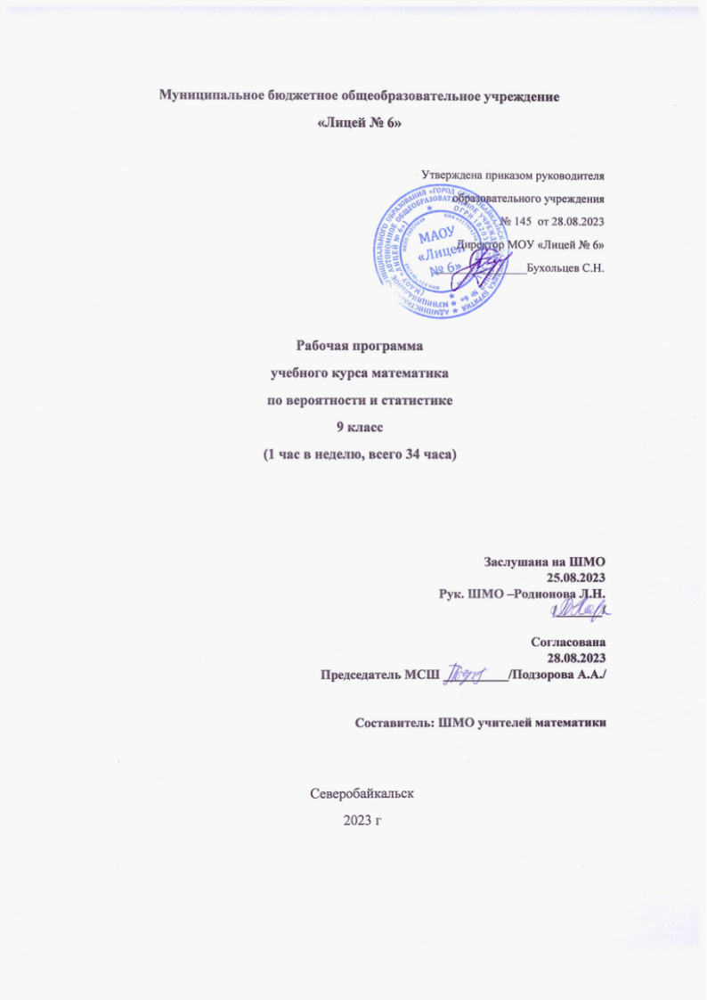 Муниципальное бюджетное общеобразовательное учреждение
«Лицей № 6»
Утверждена приказом руководителя
образовательного учреждения
№ 145 от 28.08.2023
Директор МОУ «Лицей № 6»
Бухольцев С.Н.
МАОУ
«Лицей
№ 6»
Рабочая программа
учебного курса математика
по вероятности и статистике
9 класс
(1 час в неделю, всего 34 часа)
Заслушана на ШМО
25.08.2023
Рук. ШМО –Родионова Л.Н.
Согласована
28.08.2023
Председатель МСШ __________/Подзорова А.А./
Составитель: ШМО учителей математики
Северобайкальск
2023 г